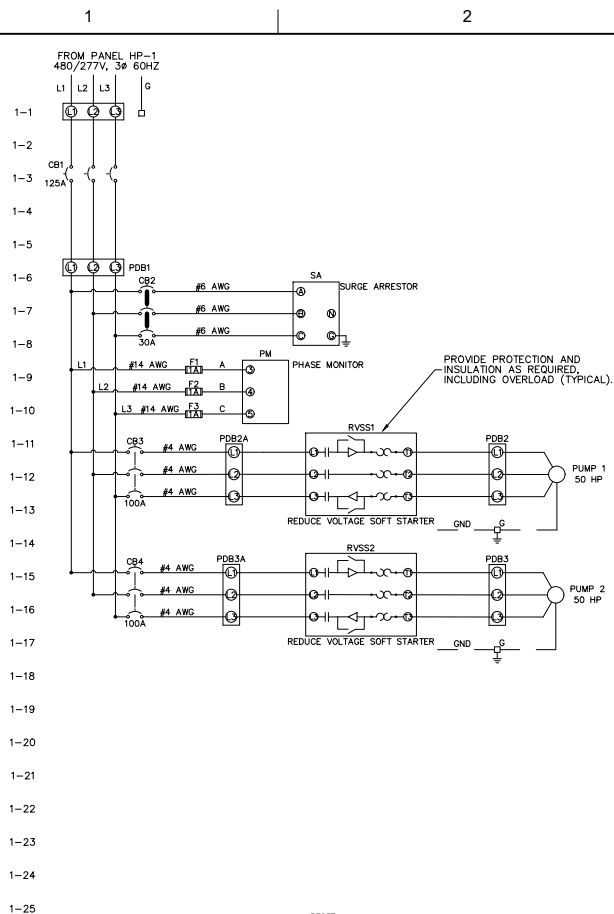 1
2
FROM PANEL HP-1
480/277V, 3Ø 60HZ
L1 L2 L3 G
1-1
L1 L2 L3
1-2
CB1
1-3
125A
1-4
1-5
L1 L2 L3 PDB1
1-6
CB2
#6 AWG
SA
A
SURGE ARRESTOR
1-7
#6 AWG
B N
#6 AWG
C G
1-8
30A
PM
L1 #14 AWG F1 1A A 3
PHASE MONITOR
1-9
L2 #14 AWG F2 1A B 4
1-10
L3 #14 AWG F3 1A C 5
PROVIDE PROTECTION AND
INSULATION AS REQUIRED,
INCLUDING OVERLOAD (TYPICAL).
1-11
CB3
#4 AWG
PDB2A
L1
RVSS1
L1 T1
PDB2
L1
1-12
#4 AWG
L2
L2 T2
L2
PUMP 1
50 HP
#4 AWG
L3
L3 T3
L3
100A
1-13
REDUCE VOLTAGE SOFT STARTER
GND G
1-14
CB4
PDB3A
RVSS2
PDB3
1-15
#4 AWG
L1
L1 T1
L1
#4 AWG
L2
L2 T2
L2
PUMP 2
50 HP
1-16
#4 AWG
L3
L3 T3
L3
100A
1-17
REDUCE VOLTAGE SOFT STARTER
GND G
1-18
1-19
1-20
1-21
1-22
1-23
1-24
1-25